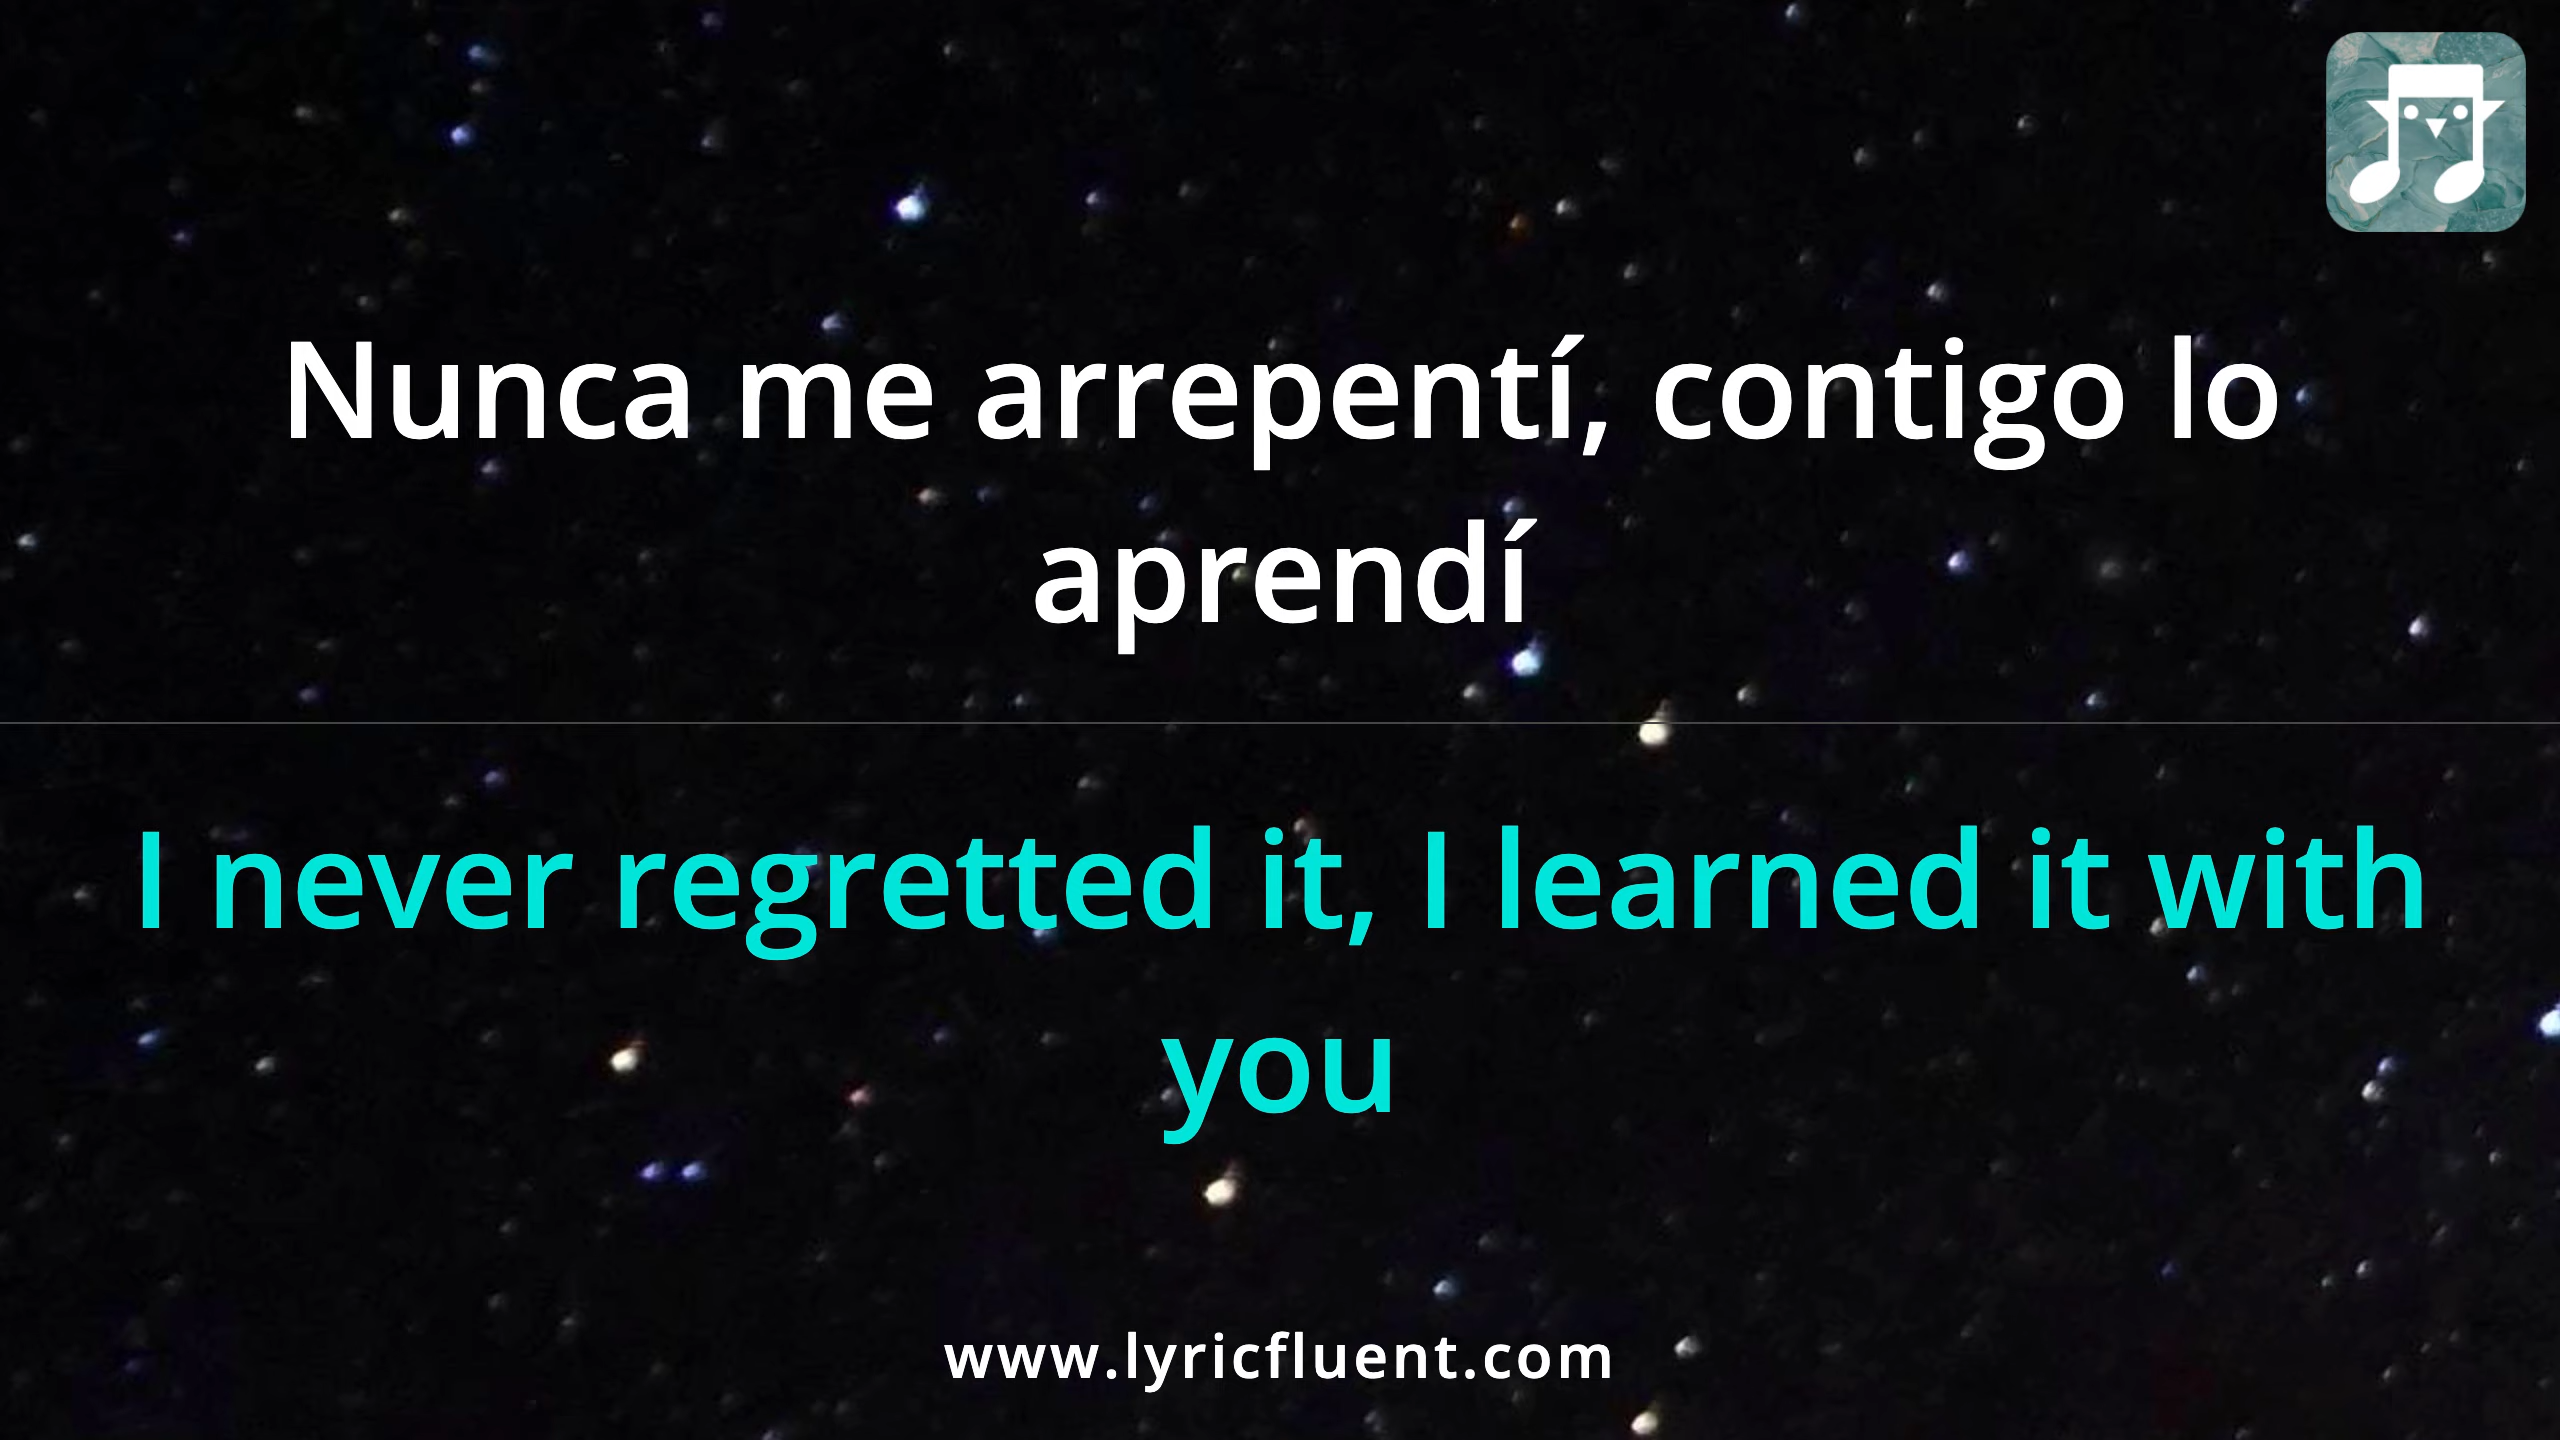 Nunca me arrepentí, contigo lo
aprendí
I never regretted it, I learned it with
you
www.lyricfluent.com